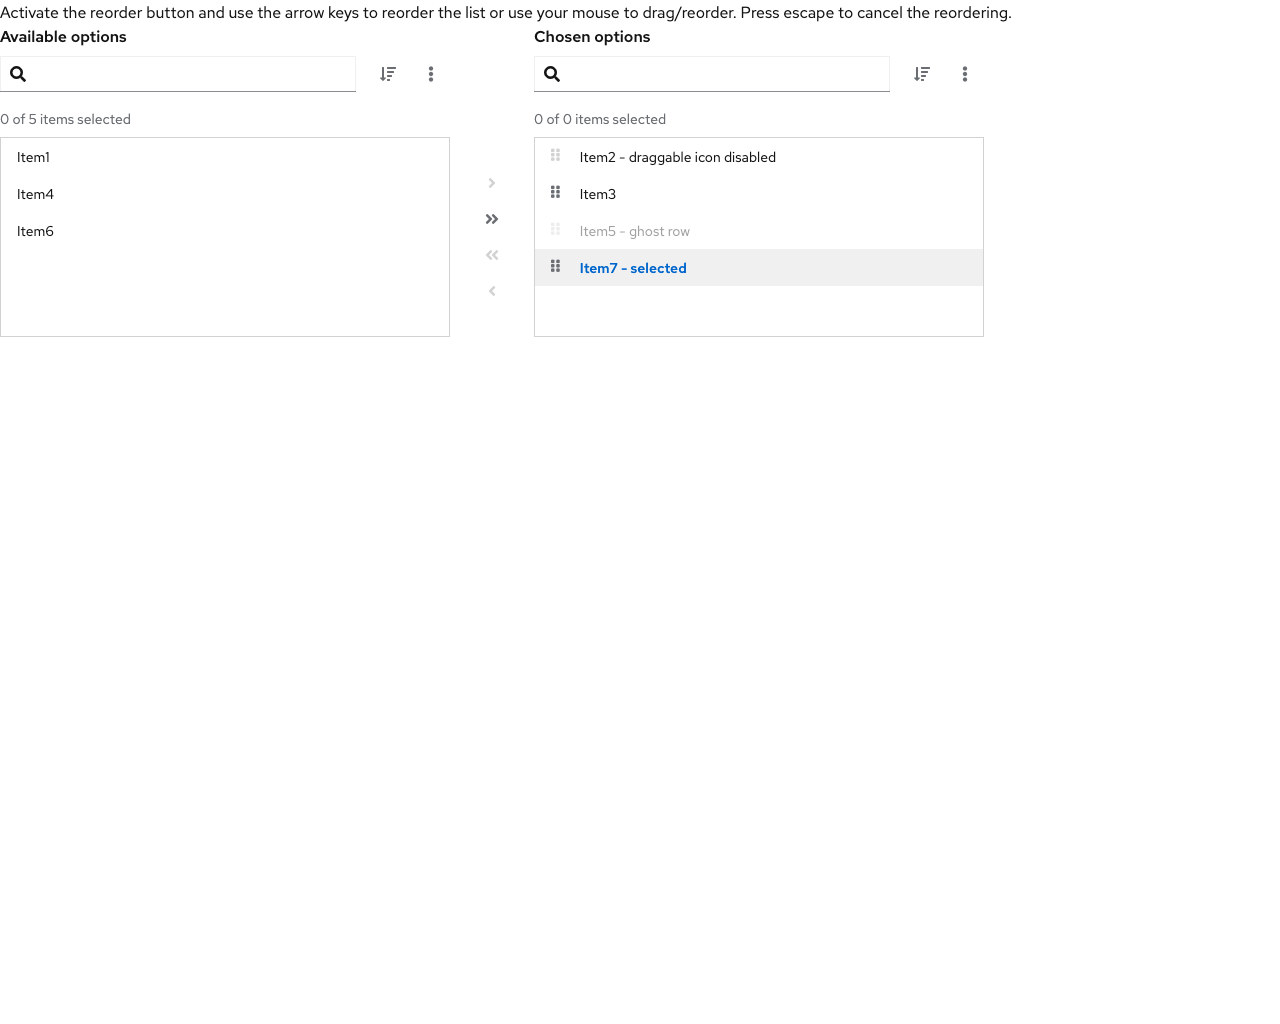 Activate the reorder button and use the arrow keys to reorder the list or use your mouse to drag/reorder. Press escape to cancel the reordering.
Available options
0 of 5 items selected
Item1
Item4
Item6
Chosen options
0 of 0 items selected
Item2 - draggable icon disabled
Item3
Item5 - ghost row
Item7 - selected